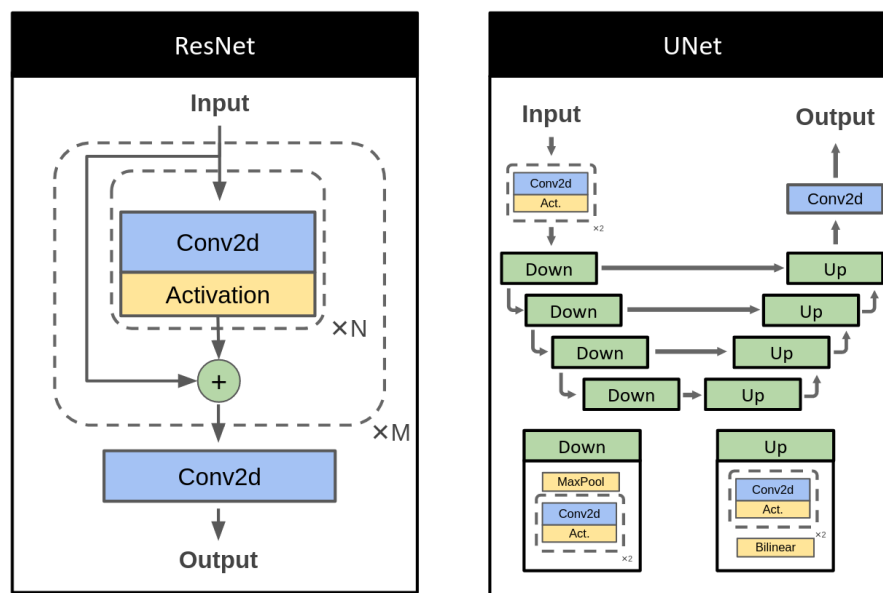 ResNet
Input
Conv2d
Activation
×N
+
×M
Conv2d
Output
UNet
Input
Output
Conv2d
Act.
×2
Conv2d
Down
Up
Down
Up
Down
Up
Down
Up
Down
MaxPool
Conv2d
Act.
×2
Up
Conv2d
Act.
×2
Bilinear